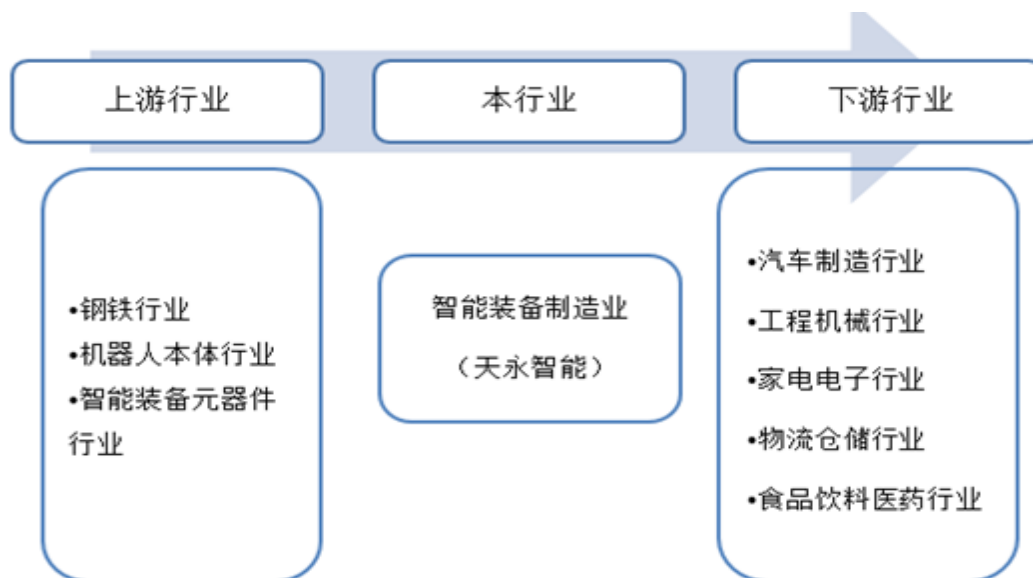 上游行业
本行业
下游行业
•钢铁行业
•机器人本体行业
•智能装备元器件
行业
智能装备制造业
（天永智能）
•汽车制造行业
•工程机械行业
•家电电子行业
•物流仓储行业
•食品饮料医药行业